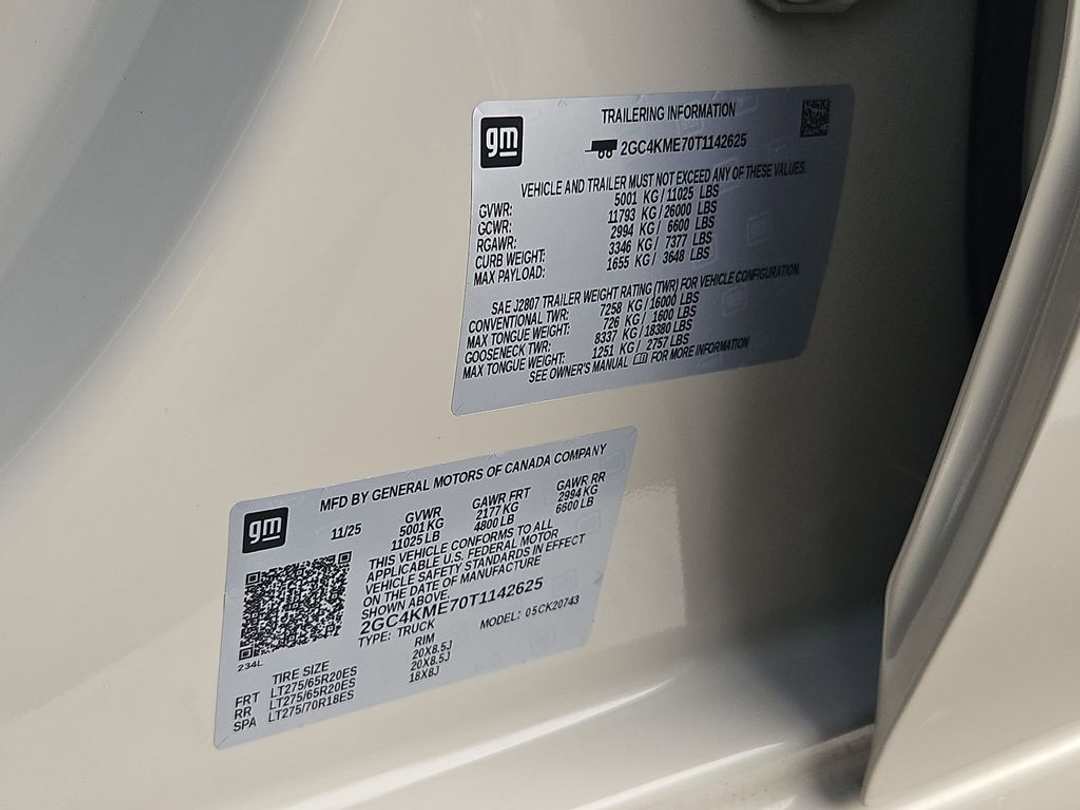 gm
TRAILERING INFORMATION
2GC4KME70T1142625
VEHICLE AND TRAILER MUST NOT EXCEED ANY OF THESE VALUES.
GVWR: 5001 KG / 11025 LBS
GCWR: 11793 KG / 26000 LBS
RGAWR: 2994 KG / 6600 LBS
CURB WEIGHT: 3346 KG / 7377 LBS
MAX PAYLOAD: 1655 KG / 3648 LBS
SAE J2807 TRAILER WEIGHT RATING (TWR) FOR VEHICLE CONFIGURATION
CONVENTIONAL TWR: 7258 KG / 16000 LBS
MAX TONGUE WEIGHT: 726 KG / 1600 LBS
GOOSENECK TWR: 8337 KG / 18380 LBS
MAX TONGUE WEIGHT: 1251 KG / 2757 LBS
SEE OWNER'S MANUAL FOR MORE INFORMATION
gm
MFD BY GENERAL MOTORS OF CANADA COMPANY
11/25 GVWR GAWR FRT GAWR RR
5001 KG 2177 KG 2994 KG
11025 LB 4800 LB 6600 LB
THIS VEHICLE CONFORMS TO ALL
APPLICABLE U.S. FEDERAL MOTOR
VEHICLE SAFETY STANDARDS IN EFFECT
ON THE DATE OF MANUFACTURE
SHOWN ABOVE.
2GC4KME70T1142625
TYPE: TRUCK MODEL: 05CK20743
234L
TIRE SIZE RIM
FRT LT275/65R20ES 20X8.5J
RR LT275/65R20ES 20X8.5J
SPA LT275/70R18ES 18X8J